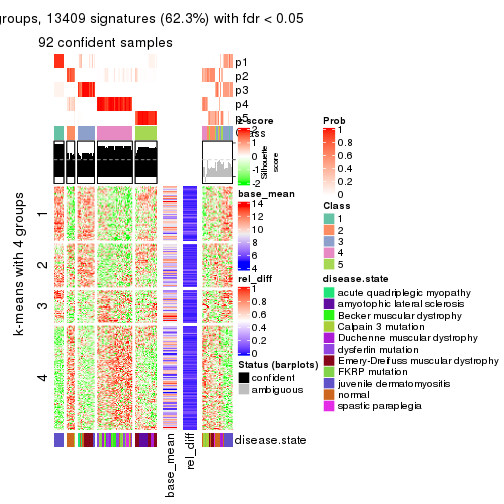 groups, 13409 signatures (62.3%) with fdr < 0.05
92 confident samples
p1
p2
p3
p4
p5
Class
k-means with 4 groups
1
2
3
4
base_mean
rel_diff
disease.state
z-score
2
1
0
-1
-2
Silhouette
score
base_mean
14
12
10
8
6
4
rel_diff
1
0.8
0.6
0.4
0.2
0
Status (barplots)
confident
ambiguous
Prob
1
0.8
0.6
0.4
0.2
0
Class
1
2
3
4
5
disease.state
acute quadriplegic myopathy
amyotophic lateral sclerosis
Becker muscular dystrophy
Calpain 3 mutation
Duchenne muscular dystrophy
dysferlin mutation
Emery-Dreifuss muscular dystrophy
FKRP mutation
juvenile dermatomyositis
normal
spastic paraplegia